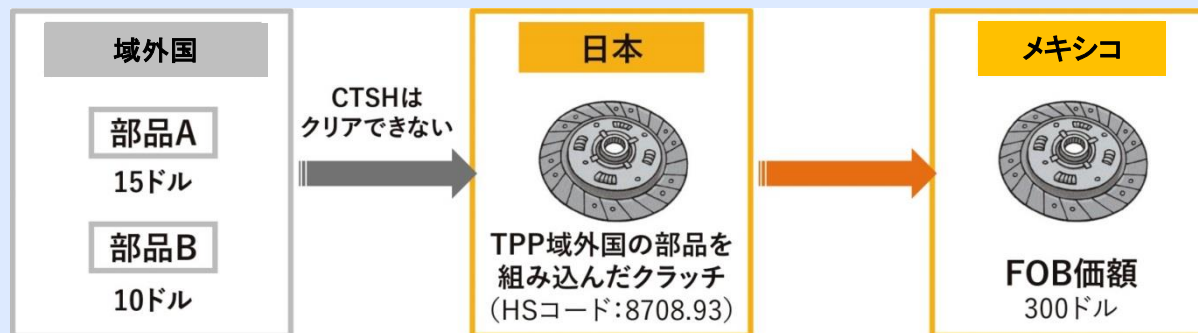 域外国
部品A
15ドル
部品B
10ドル
CTSHは
クリアできない
日本
TPP域外国の部品を
組み込んだクラッチ
(HSコード:8708.93)
メキシコ
FOB価額
300ドル